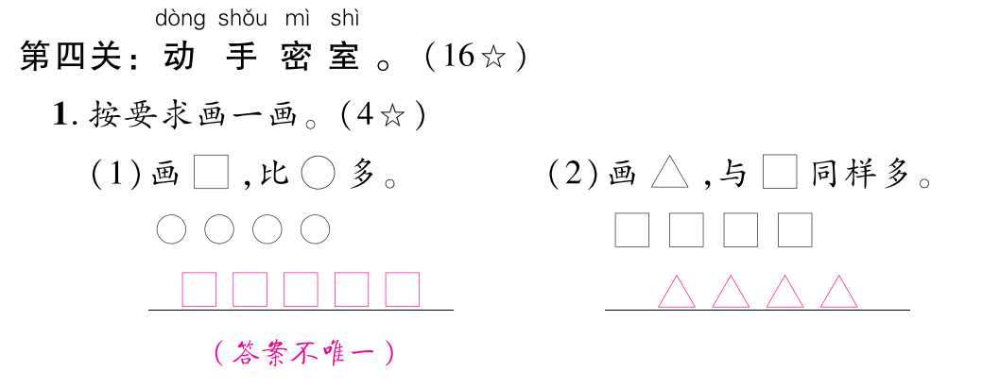 dòng shǒu mì shì
第四关：动手密室。（16☆）
1. 按要求画一画。（4☆）
（1）画□，比○多。
（2）画△，与□同样多。
（答案不唯一）